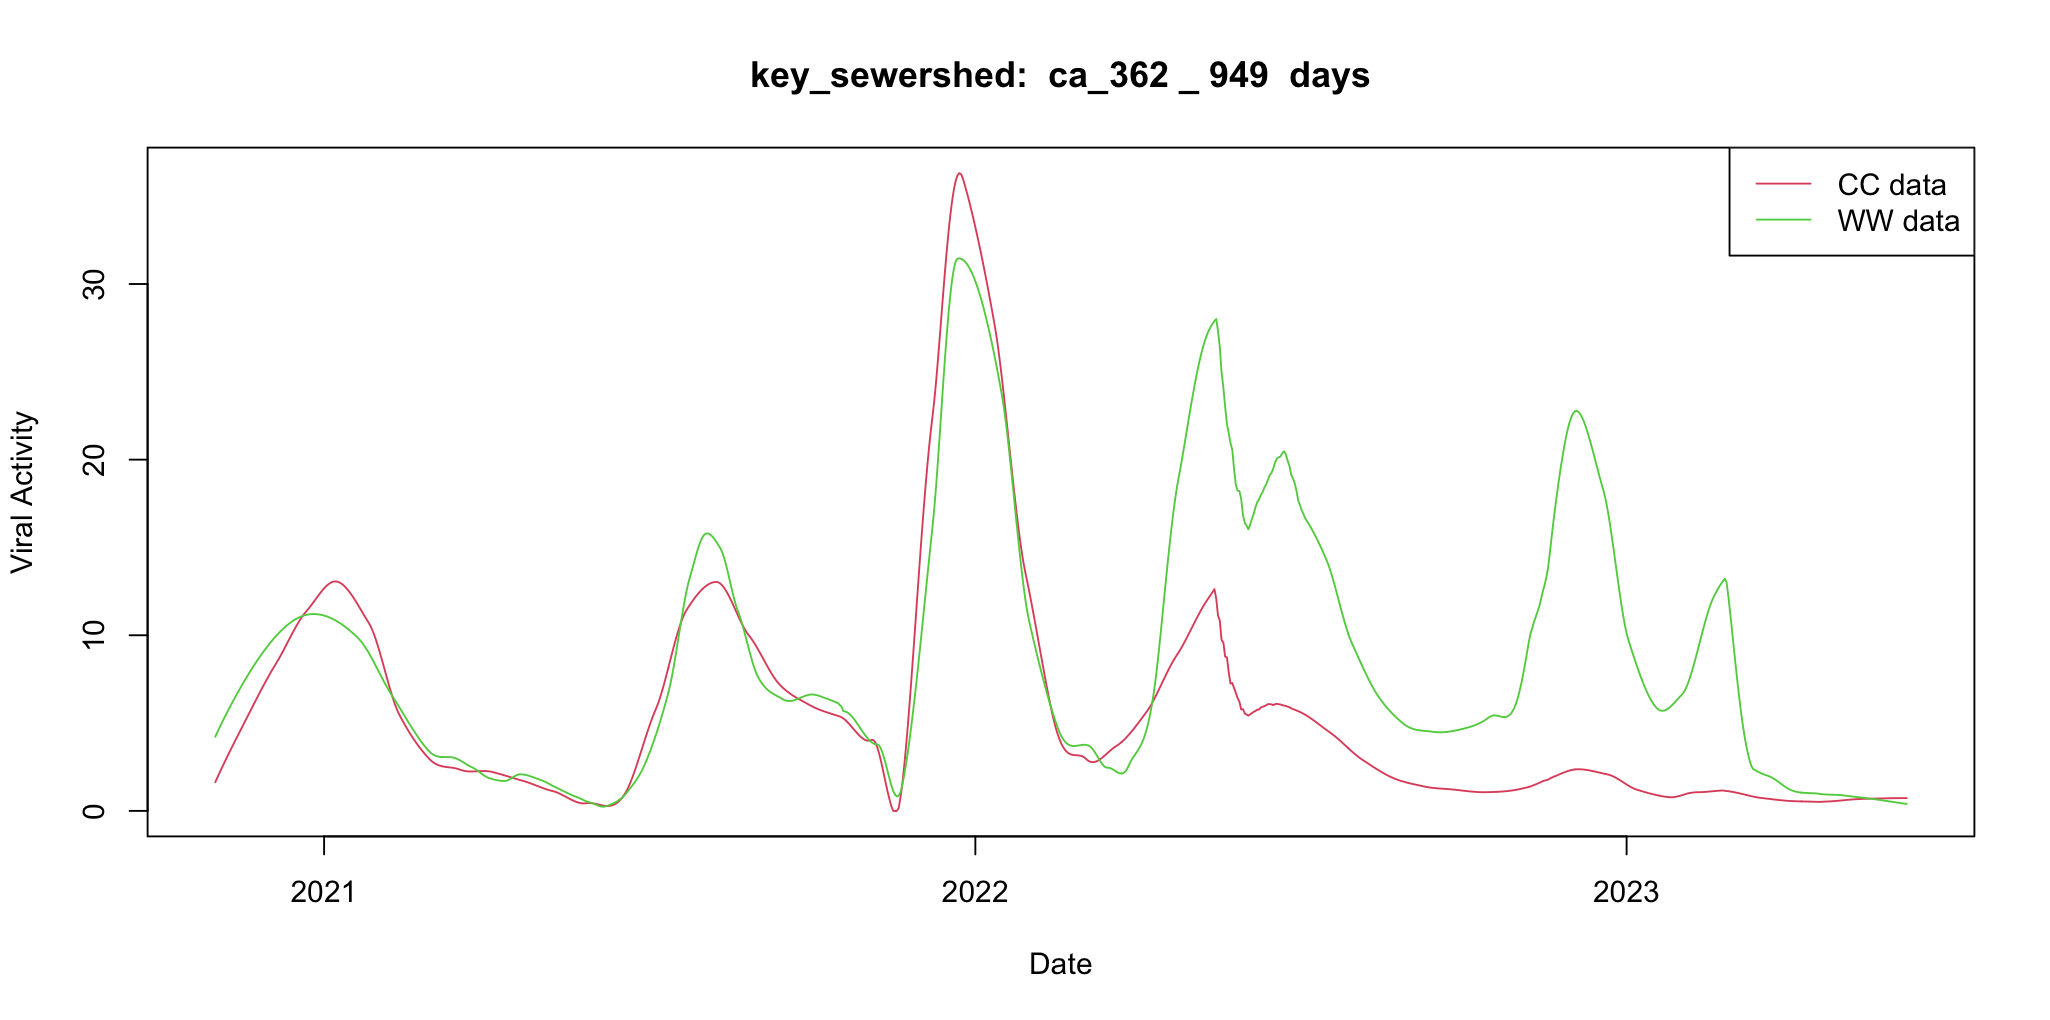 key_sewershed:  ca_362 _ 949  days
CC data
WW data
Viral Activity
30
20
10
0
2021
2022
2023
Date